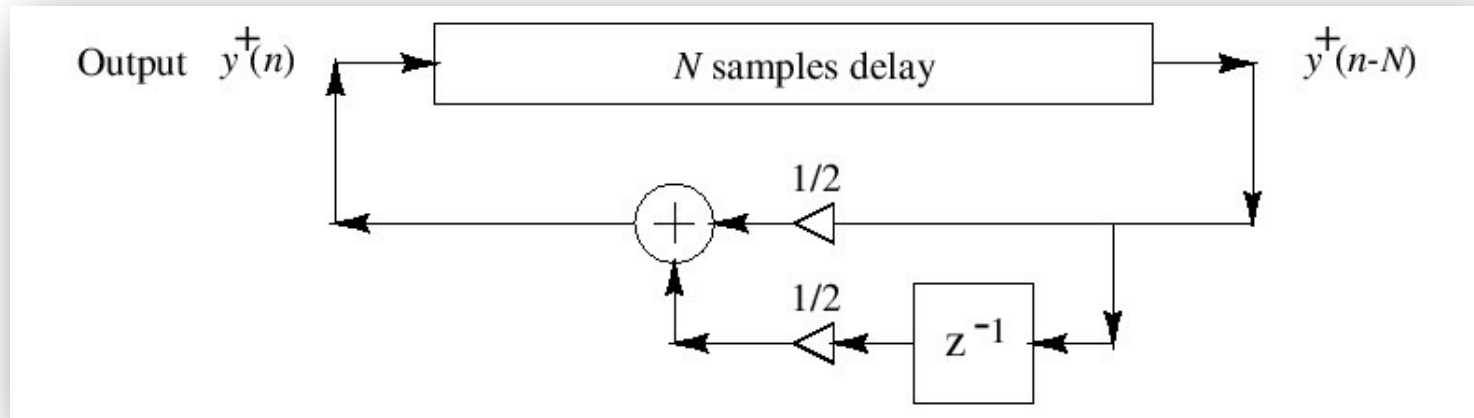 Output y⁺(n) N samples delay y⁺(n-N)
1/2
+
1/2
z⁻¹